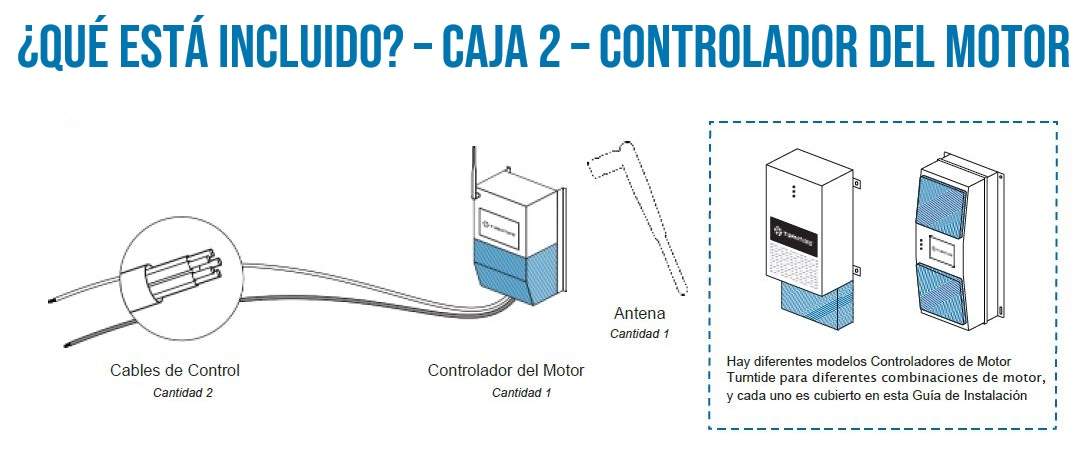 ¿QUÉ ESTÁ INCLUIDO? – CAJA 2 – CONTROLADOR DEL MOTOR
Cables de Control
Cantidad 2
Controlador del Motor
Cantidad 1
Antena
Cantidad 1
TURNTIDE
Hay diferentes modelos Controladores de Motor
Turntide para diferentes combinaciones de motor,
y cada uno es cubierto en esta Guía de Instalación